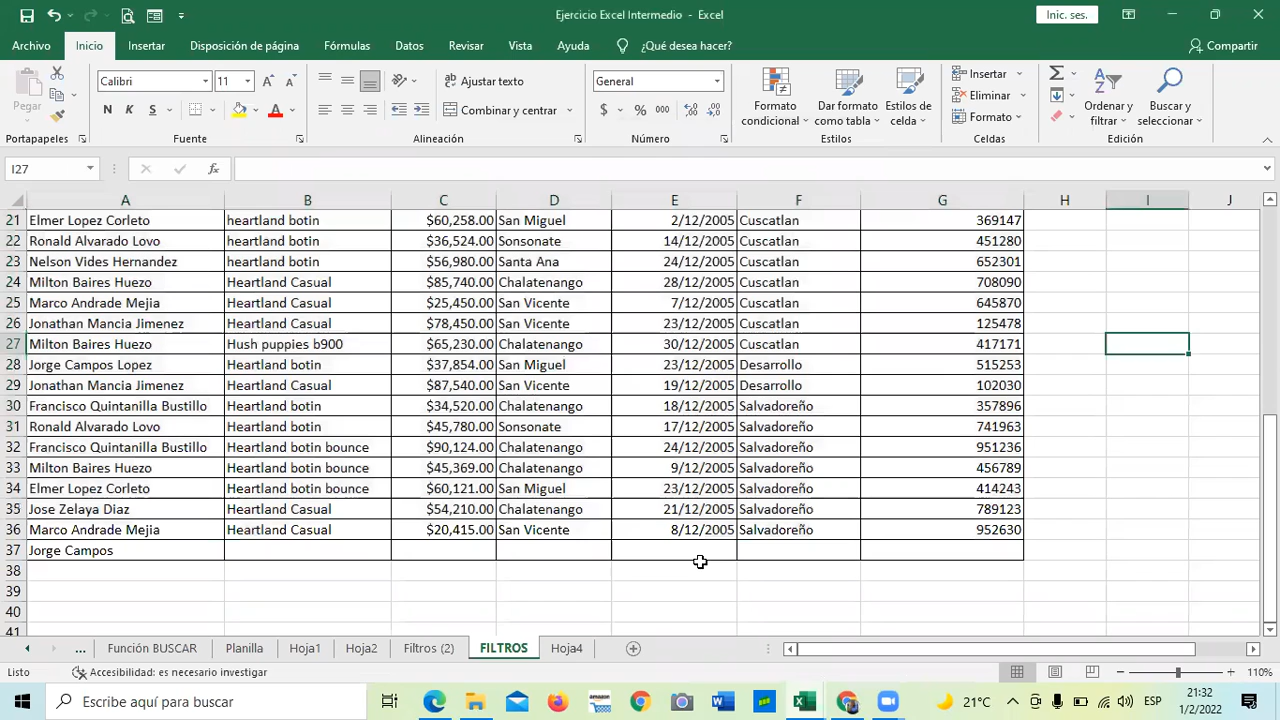 Ejercicio Excel Intermedio - Excel
Inic. ses.
Archivo Inicio Insertar Disposición de página Fórmulas Datos Revisar Vista Ayuda ¿Qué desea hacer? Compartir
Calibri 11 Ajustar texto General Insertar
Pegar N K S Combinar y centrar $ % 000 Formato condicional Dar formato como tabla Estilos de celda Eliminar Formato Ordenar y filtrar Buscar y seleccionar
Portapapeles Fuente Alineación Número Estilos Celdas Edición
I27 fx
A B C D E F G H I J
21 Elmer Lopez Corleto heartland botin $60,258.00 San Miguel 2/12/2005 Cuscatlan 369147
22 Ronald Alvarado Lovo heartland botin $36,524.00 Sonsonate 14/12/2005 Cuscatlan 451280
23 Nelson Vides Hernandez heartland botin $56,980.00 Santa Ana 24/12/2005 Cuscatlan 652301
24 Milton Baires Huezo Heartland Casual $85,740.00 Chalatenango 28/12/2005 Cuscatlan 708090
25 Marco Andrade Mejia Heartland Casual $25,450.00 San Vicente 7/12/2005 Cuscatlan 645870
26 Jonathan Mancia Jimenez Heartland Casual $78,450.00 San Vicente 23/12/2005 Cuscatlan 125478
27 Milton Baires Huezo Hush puppies b900 $65,230.00 Chalatenango 30/12/2005 Cuscatlan 417171
28 Jorge Campos Lopez Heartland botin $37,854.00 San Miguel 23/12/2005 Desarrollo 515253
29 Jonathan Mancia Jimenez Heartland Casual $87,540.00 San Vicente 19/12/2005 Desarrollo 102030
30 Francisco Quintanilla Bustillo Heartland botin $34,520.00 Chalatenango 18/12/2005 Salvadoreño 357896
31 Ronald Alvarado Lovo Heartland botin $45,780.00 Sonsonate 17/12/2005 Salvadoreño 741963
32 Francisco Quintanilla Bustillo Heartland botin bounce $90,124.00 Chalatenango 24/12/2005 Salvadoreño 951236
33 Milton Baires Huezo Heartland botin bounce $45,369.00 Chalatenango 9/12/2005 Salvadoreño 456789
34 Elmer Lopez Corleto Heartland botin bounce $60,121.00 San Miguel 23/12/2005 Salvadoreño 414243
35 Jose Zelaya Diaz Heartland Casual $54,210.00 Chalatenango 21/12/2005 Salvadoreño 789123
36 Marco Andrade Mejia Heartland Casual $20,415.00 San Vicente 8/12/2005 Salvadoreño 952630
37 Jorge Campos
38
39
40
41
... Función BUSCAR Planilla Hoja1 Hoja2 Filtros (2) FILTROS Hoja4
Listo Accesibilidad: es necesario investigar 110%
Escribe aquí para buscar 21°C ESP 21:32
1/2/2022